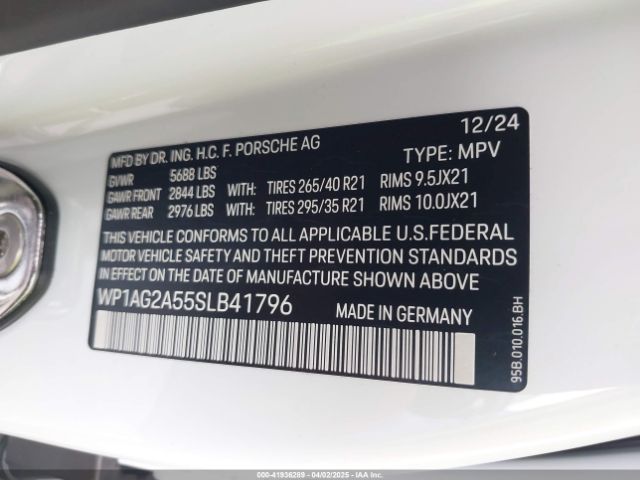 12/24
MFD BY DR. ING. H.C. F. PORSCHE AG
TYPE: MPV
GVWR 5688 LBS
GAWR FRONT 2844 LBS WITH: TIRES 265/40 R21 RIMS 9.5JX21
GAWR REAR 2976 LBS WITH: TIRES 295/35 R21 RIMS 10.0JX21
THIS VEHICLE CONFORMS TO ALL APPLICABLE U.S.FEDERAL
MOTOR VEHICLE SAFETY AND THEFT PREVENTION STANDARDS
IN EFFECT ON THE DATE OF MANUFACTURE SHOWN ABOVE
WP1AG2A55SLB41796
MADE IN GERMANY
95B.010.016.BH
000-41936289 - 04/02/2025 - IAAI.COM